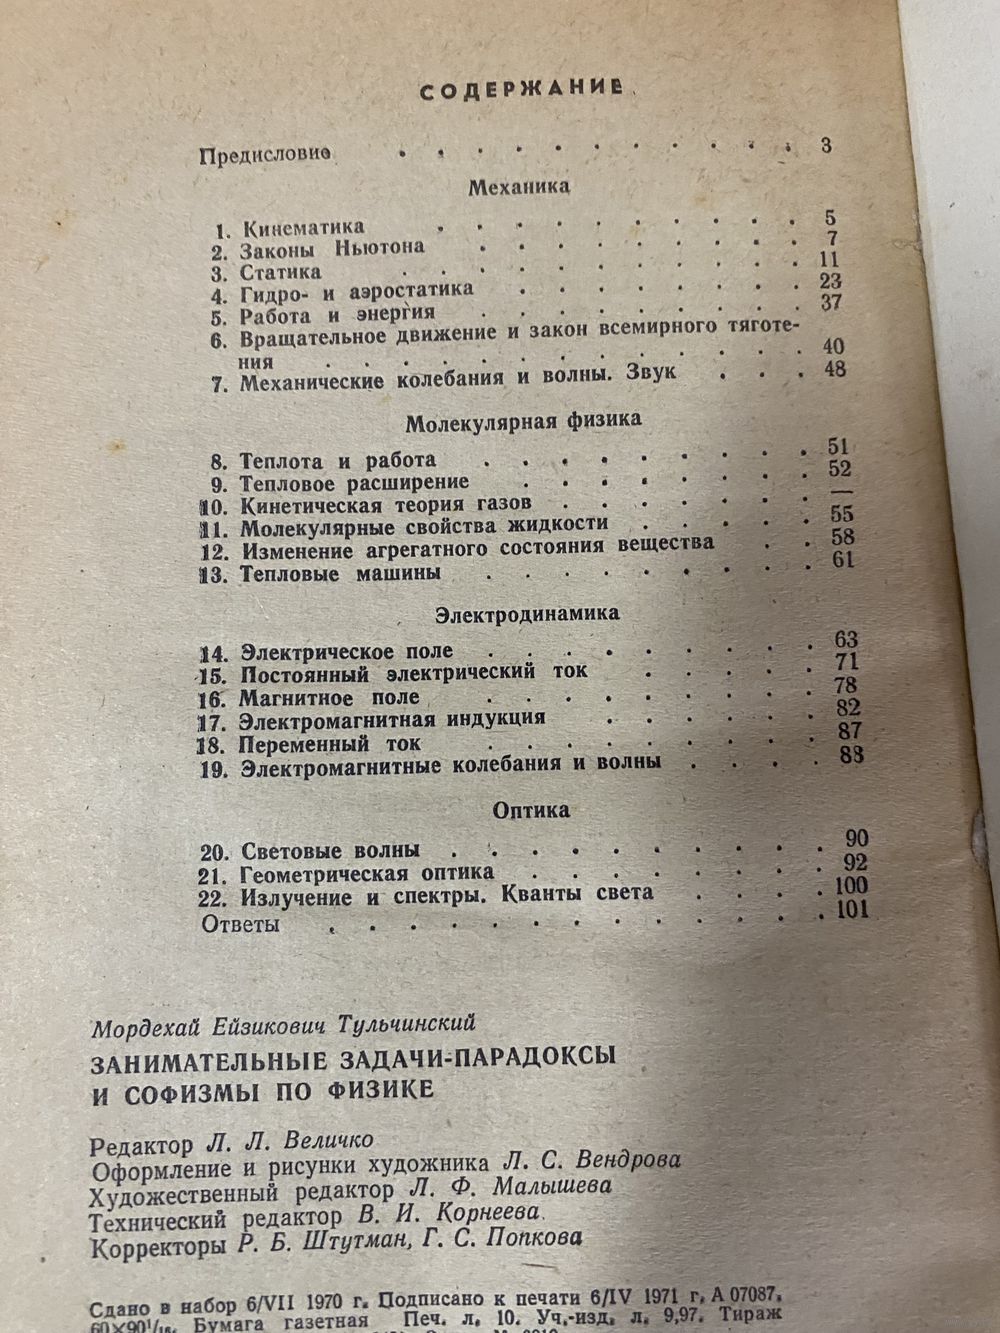 СОДЕРЖАНИЕ
Предисловие . . . . . . . . . . . 3
Механика
1. Кинематика . . . . . . . . . . 5
2. Законы Ньютона . . . . . . . . . 7
3. Статика . . . . . . . . . . . 11
4. Гидро- и аэростатика . . . . . . . . 23
5. Работа и энергия . . . . . . . . . 37
6. Вращательное движение и закон всемирного тяготе-
ния . . . . . . . . . . . . . 40
7. Механические колебания и волны. Звук . . . 48
Молекулярная физика
8. Теплота и работа . . . . . . . . . 51
9. Тепловое расширение . . . . . . . . 52
10. Кинетическая теория газов . . . . . . . —
11. Молекулярные свойства жидкости . . . . . 55
12. Изменение агрегатного состояния вещества . . 58
13. Тепловые машины . . . . . . . . . 61
Электродинамика
14. Электрическое поле . . . . . . . . . 63
15. Постоянный электрический ток . . . . . 71
16. Магнитное поле . . . . . . . . . 78
17. Электромагнитная индукция . . . . . . 82
18. Переменный ток . . . . . . . . . 87
19. Электромагнитные колебания и волны . . . . 88
Оптика
20. Световые волны . . . . . . . . . . 90
21. Геометрическая оптика . . . . . . . . 92
22. Излучение и спектры. Кванты света . . . . 100
Ответы . . . . . . . . . . . . . 101
Мордехай Ейзикович Тульчинский
ЗАНИМАТЕЛЬНЫЕ ЗАДАЧИ-ПАРАДОКСЫ
И СОФИЗМЫ ПО ФИЗИКЕ
Редактор Л. Л. Величко
Оформление и рисунки художника Л. С. Вендрова
Художественный редактор Л. Ф. Малышева
Технический редактор В. И. Корнеева.
Корректоры Р. Б. Штутман, Г. С. Попкова
Сдано в набор 6/VII 1970 г. Подписано к печати 6/IV 1971 г. А 07087.
60×90¹/₁₆. Бумага газетная Печ. л. 10. Уч.-изд. л. 9,97. Тираж